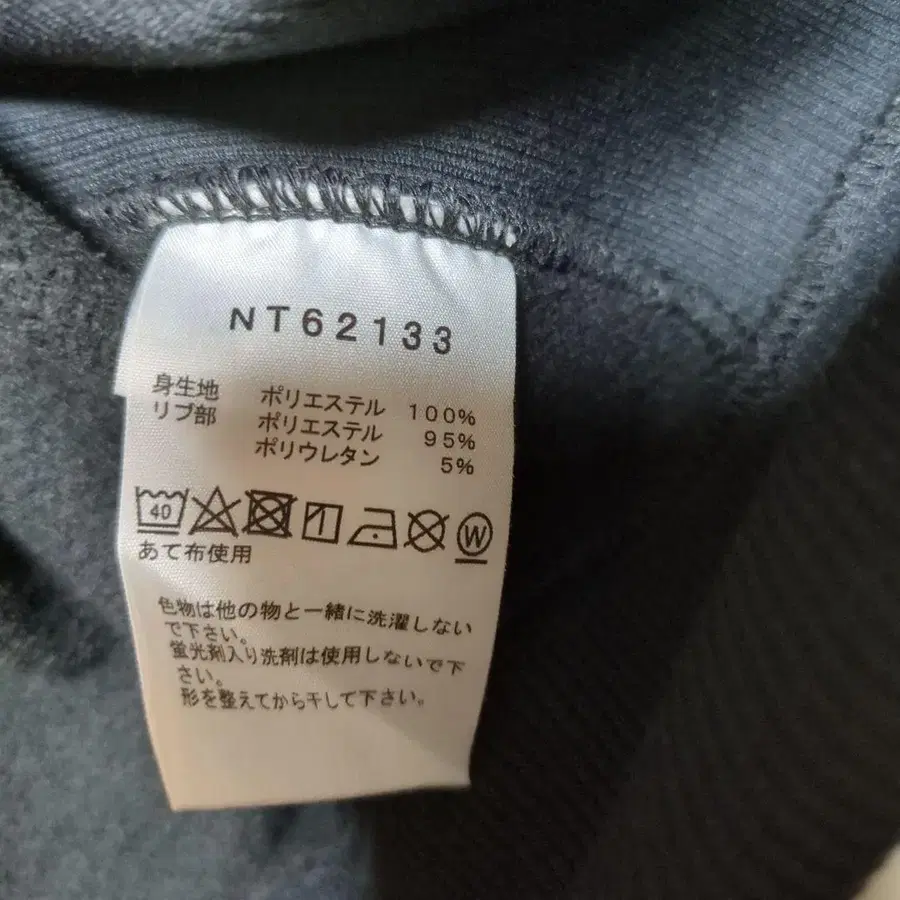 NT62133
身生地 ポリエステル 100%
リブ部 ポリエステル 95%
ポリウレタン 5%
40 W
あて布使用
色物は他の物と一緒に洗濯しない
で下さい。
蛍光剤入り洗剤は使用しないで下
さい。
形を整えてから干して下さい。